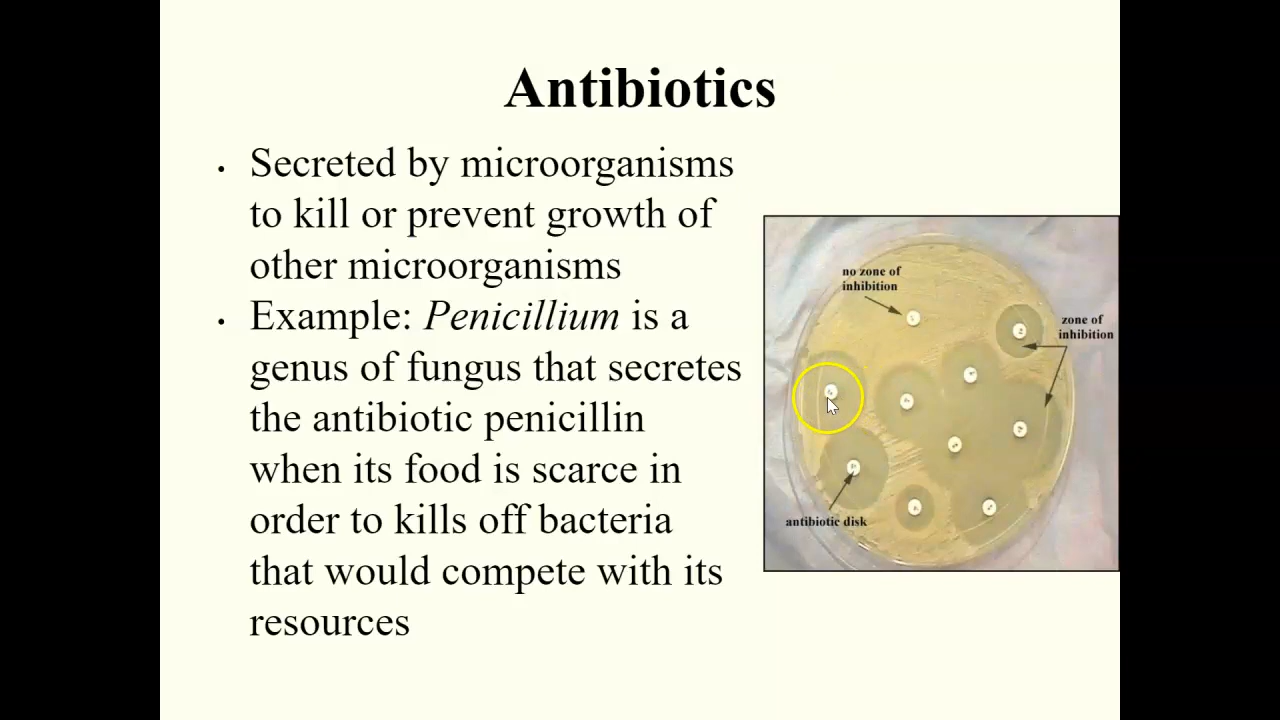 Antibiotics
• Secreted by microorganisms
to kill or prevent growth of
other microorganisms
• Example: Penicillium is a
genus of fungus that secretes
the antibiotic penicillin
when its food is scarce in
order to kills off bacteria
that would compete with its
resources
no zone of
inhibition
zone of
inhibition
antibiotic disk